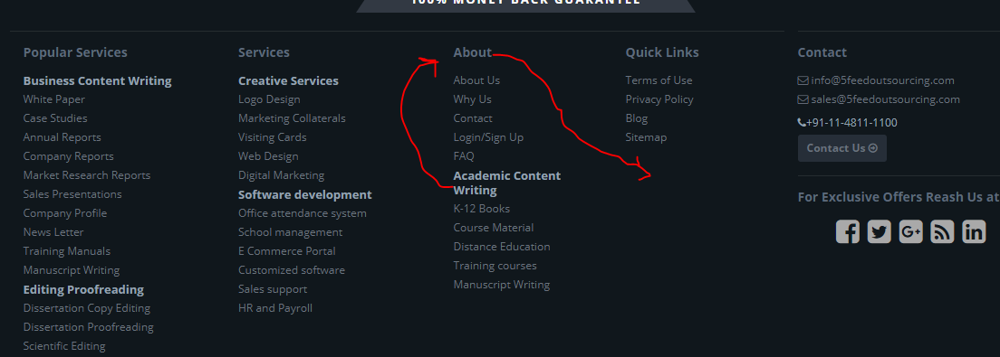 100% MONEY BACK GUARANTEE
Popular Services
Business Content Writing
White Paper
Case Studies
Annual Reports
Company Reports
Market Research Reports
Sales Presentations
Company Profile
News Letter
Training Manuals
Manuscript Writing
Editing Proofreading
Dissertation Copy Editing
Dissertation Proofreading
Scientific Editing
Services
Creative Services
Logo Design
Marketing Collaterals
Visiting Cards
Web Design
Digital Marketing
Software development
Office attendance system
School management
E Commerce Portal
Customized software
Sales support
HR and Payroll
About
About Us
Why Us
Contact
Login/Sign Up
FAQ
Academic Content
Writing
K-12 Books
Course Material
Distance Education
Training courses
Manuscript Writing
Quick Links
Terms of Use
Privacy Policy
Blog
Sitemap
Contact
info@5feedoutsourcing.com
sales@5feedoutsourcing.com
+91-11-4811-1100
Contact Us
For Exclusive Offers Reash Us at